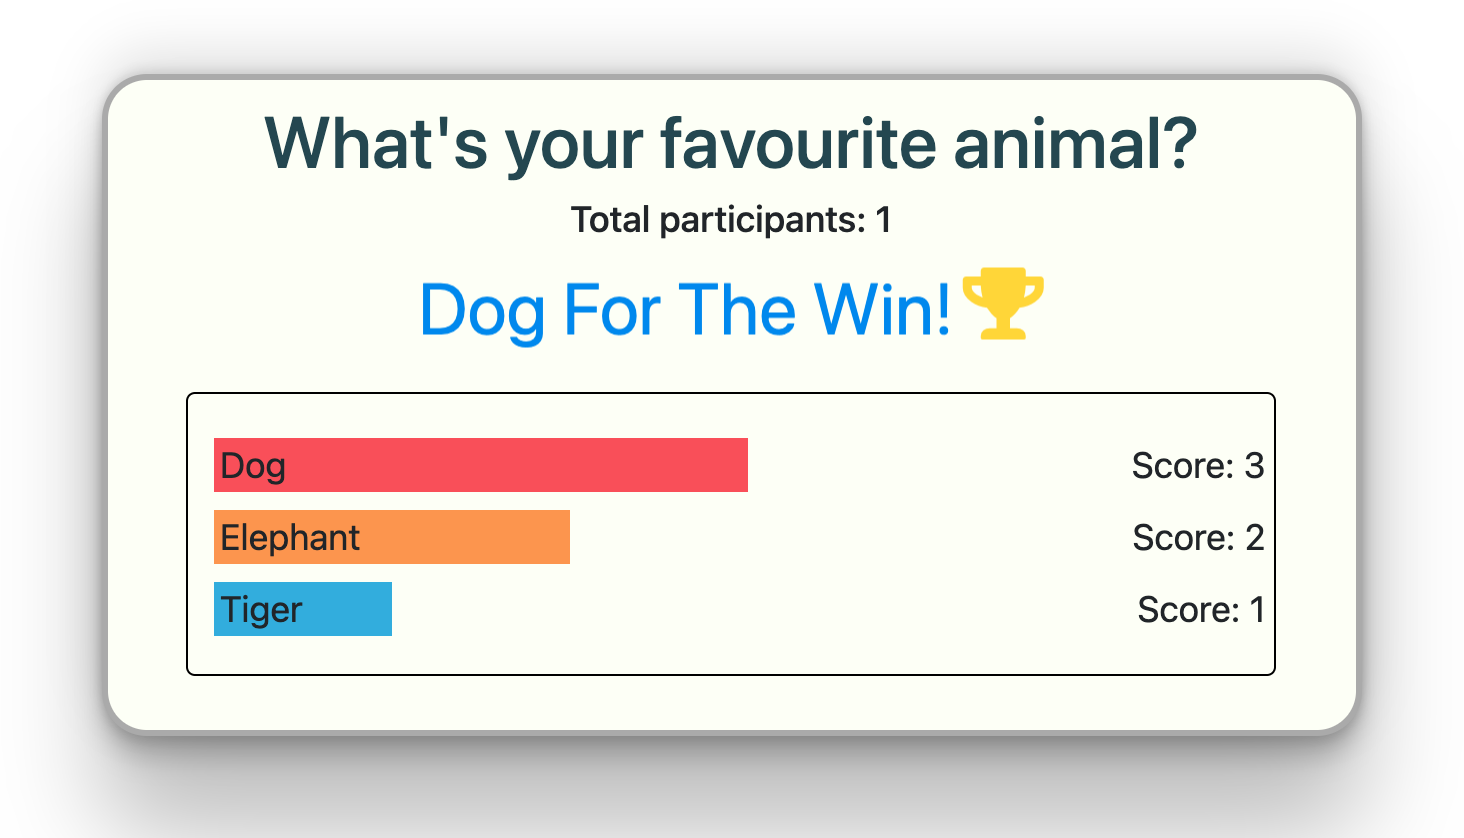 What's your favourite animal?
Total participants: 1
Dog For The Win!
Dog Score: 3
Elephant Score: 2
Tiger Score: 1